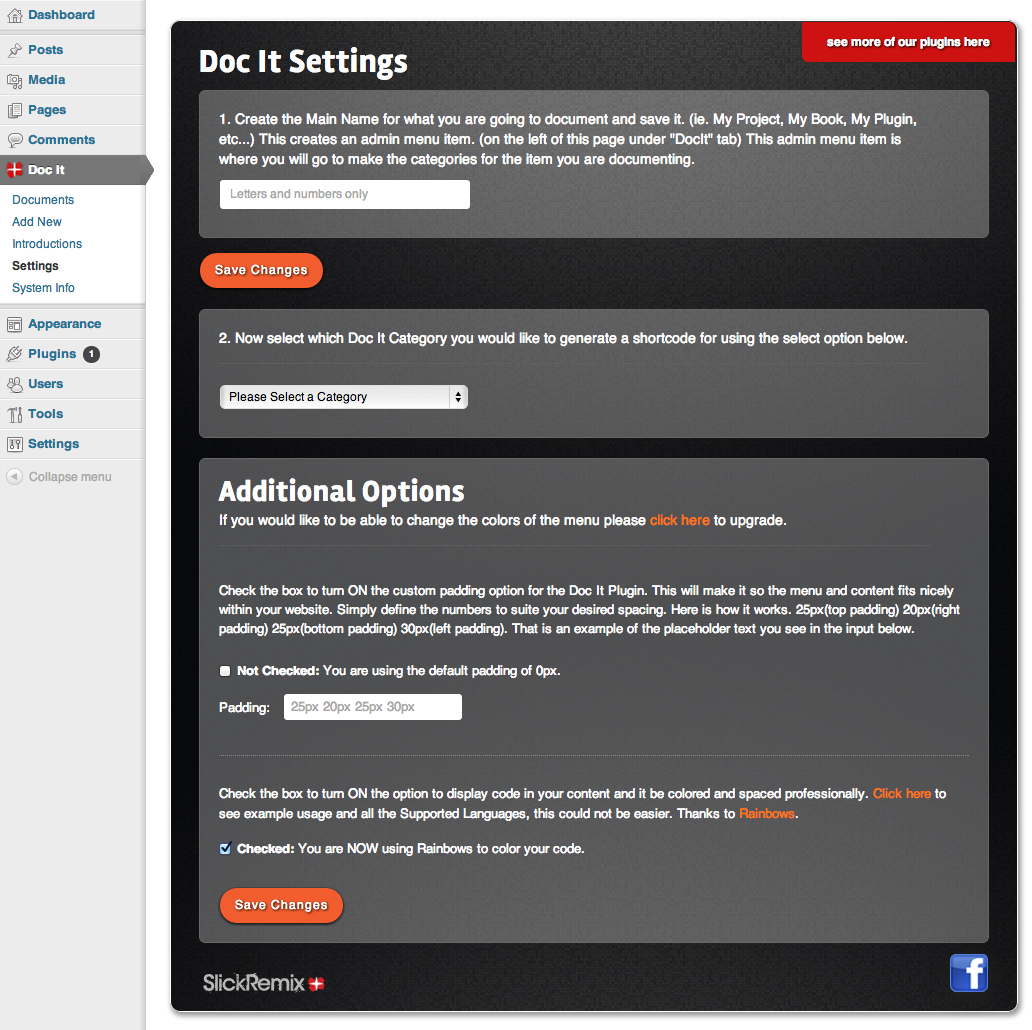 Dashboard
Posts
Media
Pages
Comments
Doc It
Documents
Add New
Introductions
Settings
System Info
Appearance
Plugins 1
Users
Tools
Settings
Collapse menu
see more of our plugins here
Doc It Settings
1. Create the Main Name for what you are going to document and save it. (ie. My Project, My Book, My Plugin,
etc...) This creates an admin menu item. (on the left of this page under "DocIt" tab) This admin menu item is
where you will go to make the categories for the item you are documenting.
Letters and numbers only
Save Changes
2. Now select which Doc It Category you would like to generate a shortcode for using the select option below.
Please Select a Category
Additional Options
If you would like to be able to change the colors of the menu please click here to upgrade.
Check the box to turn ON the custom padding option for the Doc It Plugin. This will make it so the menu and content fits nicely
within your website. Simply define the numbers to suite your desired spacing. Here is how it works. 25px(top padding) 20px(right
padding) 25px(bottom padding) 30px(left padding). That is an example of the placeholder text you see in the input below.
Not Checked: You are using the default padding of 0px.
Padding: 25px 20px 25px 30px
Check the box to turn ON the option to display code in your content and it be colored and spaced professionally. Click here to
see example usage and all the Supported Languages, this could not be easier. Thanks to Rainbows.
Checked: You are NOW using Rainbows to color your code.
Save Changes
SlickRemix
f